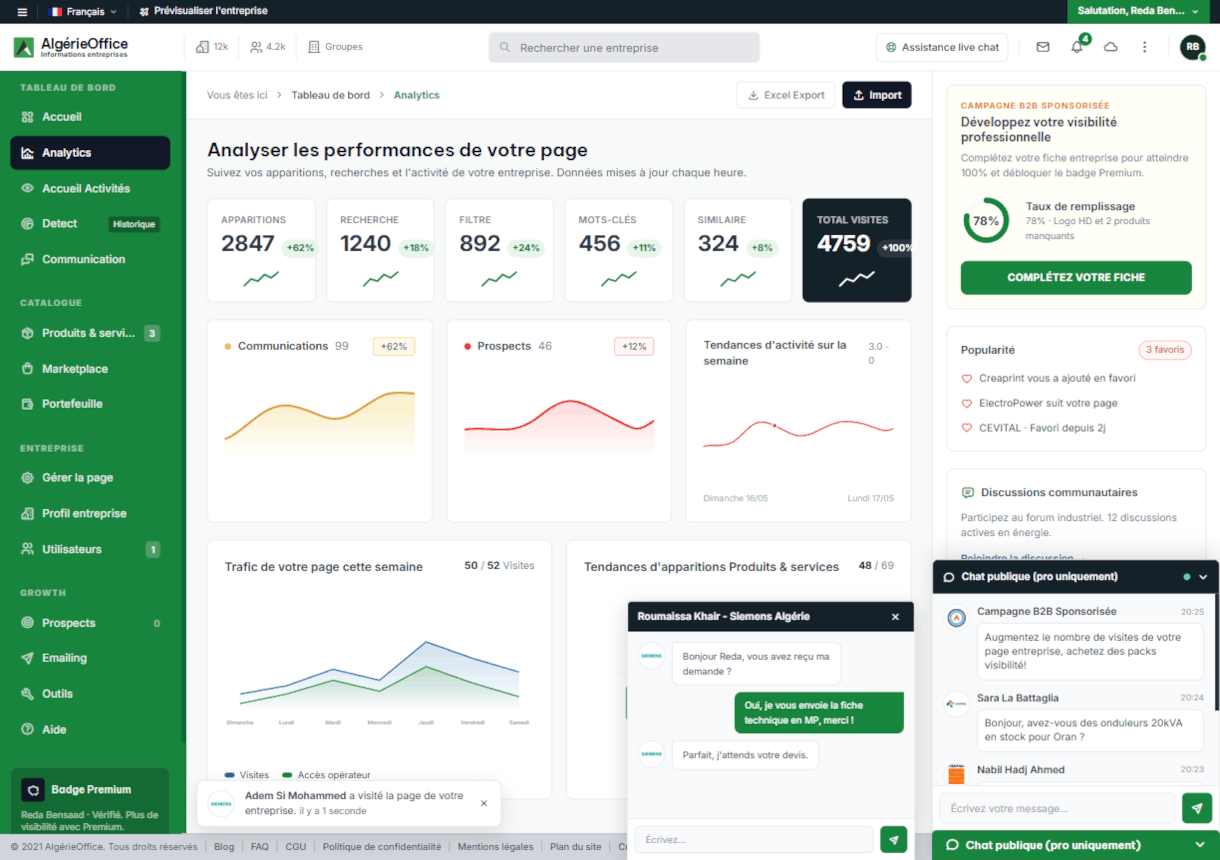 Français
Prévisualiser l'entreprise
Salutation, Reda Ben...
AlgérieOffice
Informations entreprises
12k
4.2k
Groupes
Rechercher une entreprise
Assistance live chat
4
RB
TABLEAU DE BORD
Accueil
Analytics
Accueil Activités
Detect
Historique
Communication
CATALOGUE
Produits & servi...
3
Marketplace
Portefeuille
ENTREPRISE
Gérer la page
Profil entreprise
Utilisateurs
1
GROWTH
Prospects
0
Emailing
Outils
Aide
Badge Premium
Reda Bensaad · Vérifié. Plus de
visibilité avec Premium.
Vous êtes ici
Tableau de bord
Analytics
Excel Export
Import
Analyser les performances de votre page
Suivez vos apparitions, recherches et l'activité de votre entreprise. Données mises à jour chaque heure.
APPARITIONS
2847 +62%
RECHERCHE
1240 +18%
FILTRE
892 +24%
MOTS-CLÉS
456 +11%
SIMILAIRE
324 +8%
TOTAL VISITES
4759 +100%
Communications 99
+62%
Prospects 46
+12%
Tendances d'activité sur la
semaine
3.0 -
0
Dimanche 16/05
Lundi 17/05
Trafic de votre page cette semaine
50 / 52 Visites
Dimanche
Lundi
Mardi
Mercredi
Jeudi
Vendredi
Samedi
Visites
Accès opérateur
Tendances d'apparitions Produits & services
48 / 69
SIEMENS
Adem Si Mohammed a visité la page de votre
entreprise. il y a 1 seconde
CAMPAGNE B2B SPONSORISÉE
Développez votre visibilité
professionnelle
Complétez votre fiche entreprise pour atteindre
100% et débloquer le badge Premium.
78%
Taux de remplissage
78% · Logo HD et 2 produits
manquants
COMPLÉTEZ VOTRE FICHE
Popularité
3 favoris
Creaprint vous a ajouté en favori
ElectroPower suit votre page
CEVITAL · Favori depuis 2j
Discussions communautaires
Participez au forum industriel. 12 discussions
actives en énergie.
Rejoindre la discussion
Roumaissa Khair - Siemens Algérie
SIEMENS
Bonjour Reda, vous avez reçu ma
demande ?
Oui, je vous envoie la fiche
technique en MP, merci !
SIEMENS
Parfait, j'attends votre devis.
Écrivez...
Chat publique (pro uniquement)
Campagne B2B Sponsorisée
20:25
Augmentez le nombre de visites de votre
page entreprise, achetez des packs
visibilité!
Sara La Battaglia
20:24
Bonjour, avez-vous des onduleurs 20kVA
en stock pour Oran ?
Nabil Hadj Ahmed
20:23
Écrivez votre message...
Chat publique (pro uniquement)
© 2021 AlgérieOffice. Tous droits réservés
Blog
FAQ
CGU
Politique de confidentialité
Mentions légales
Plan du site